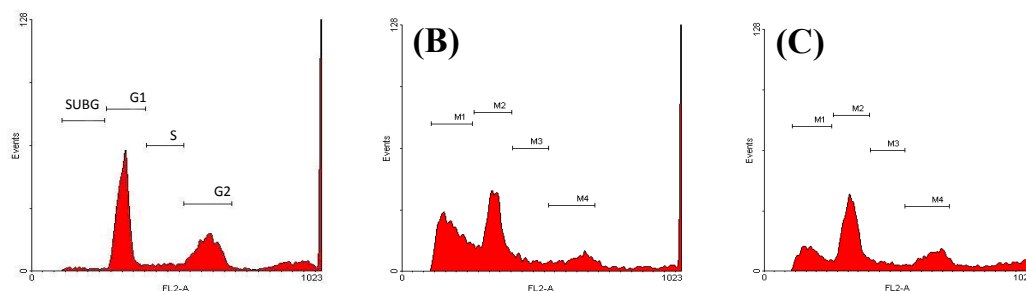 128
Events
0
SUBG
G1
S
G2
0
1023
FL2-A
(B)
128
Events
0
M1
M2
M3
M4
0
1023
FL2-A
(C)
128
Events
0
M1
M2
M3
M4
0
102
FL2-A